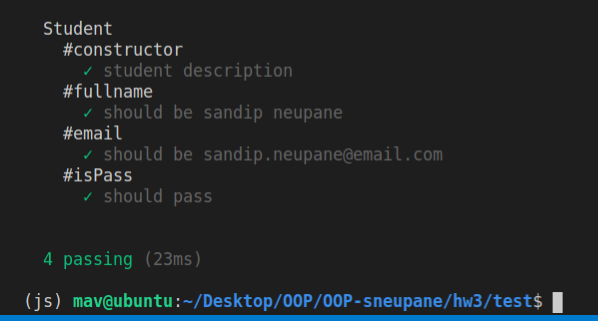 Student
#constructor
✓ student description
#fullname
✓ should be sandip neupane
#email
✓ should be sandip.neupane@email.com
#isPass
✓ should pass
4 passing (23ms)
(js) mav@ubuntu:~/Desktop/OOP/OOP-sneupane/hw3/test$